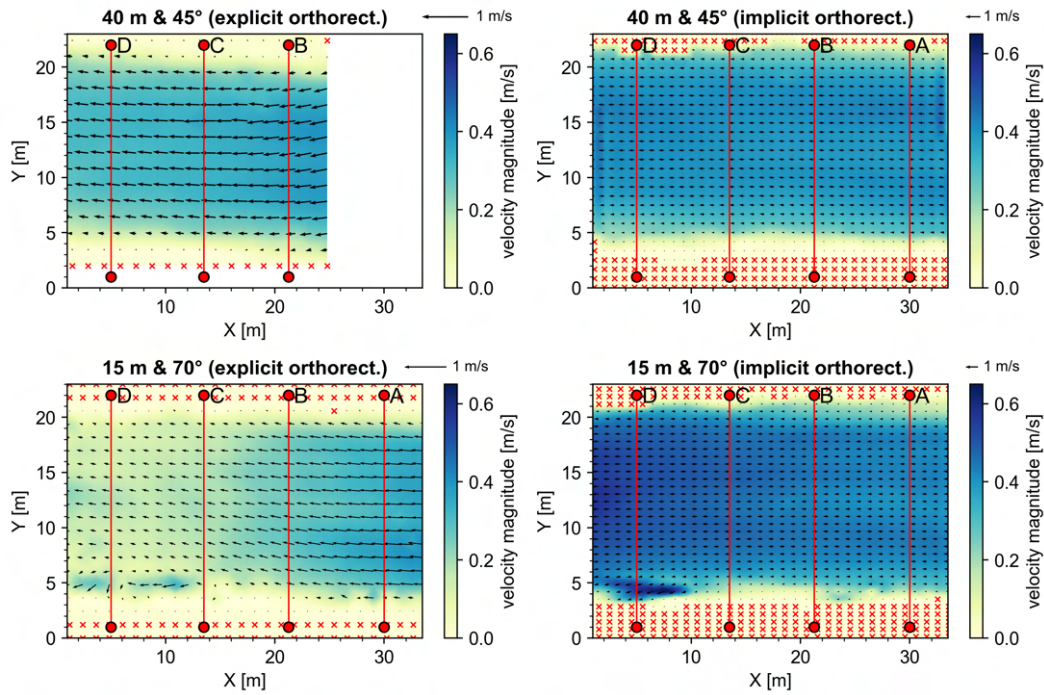 40 m & 45° (explicit orthorect.)
1 m/s
D C B
20
15
10
5
0
Y [m]
10 20 30
X [m]
0.6
0.4
0.2
0.0
velocity magnitude [m/s]
40 m & 45° (implicit orthorect.)
1 m/s
D C B A
20
15
10
5
0
Y [m]
10 20 30
X [m]
0.6
0.4
0.2
0.0
velocity magnitude [m/s]
15 m & 70° (explicit orthorect.)
1 m/s
D C B A
20
15
10
5
0
Y [m]
10 20 30
X [m]
0.6
0.4
0.2
0.0
velocity magnitude [m/s]
15 m & 70° (implicit orthorect.)
1 m/s
D C B A
20
15
10
5
0
Y [m]
10 20 30
X [m]
0.6
0.4
0.2
0.0
velocity magnitude [m/s]